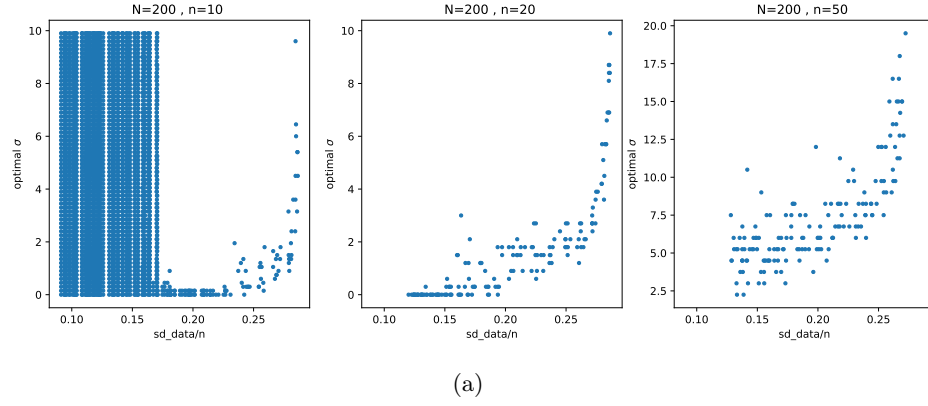 N=200 , n=10
N=200 , n=20
N=200 , n=50
optimal σ
10
8
6
4
2
0
0.10 0.15 0.20 0.25
sd_data/n
optimal σ
10
8
6
4
2
0
0.10 0.15 0.20 0.25
sd_data/n
optimal σ
20.0
17.5
15.0
12.5
10.0
7.5
5.0
2.5
0.10 0.15 0.20 0.25
sd_data/n
(a)